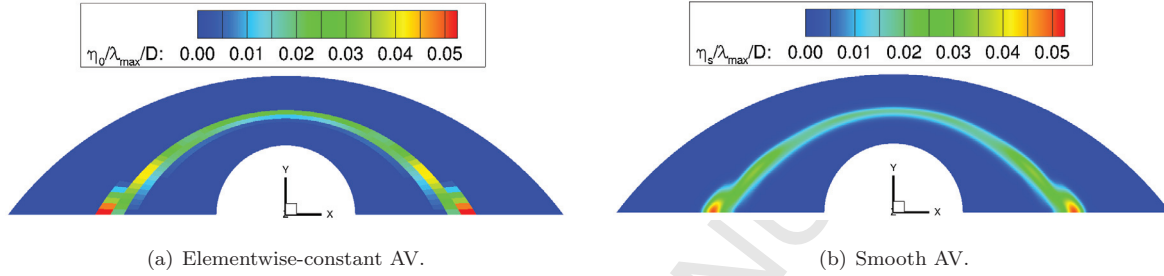 η₀/λmax/D: 0.00 0.01 0.02 0.03 0.04 0.05
Y
Z X
(a) Elementwise-constant AV.
ηs/λmax/D: 0.00 0.01 0.02 0.03 0.04 0.05
Y
Z X
(b) Smooth AV.